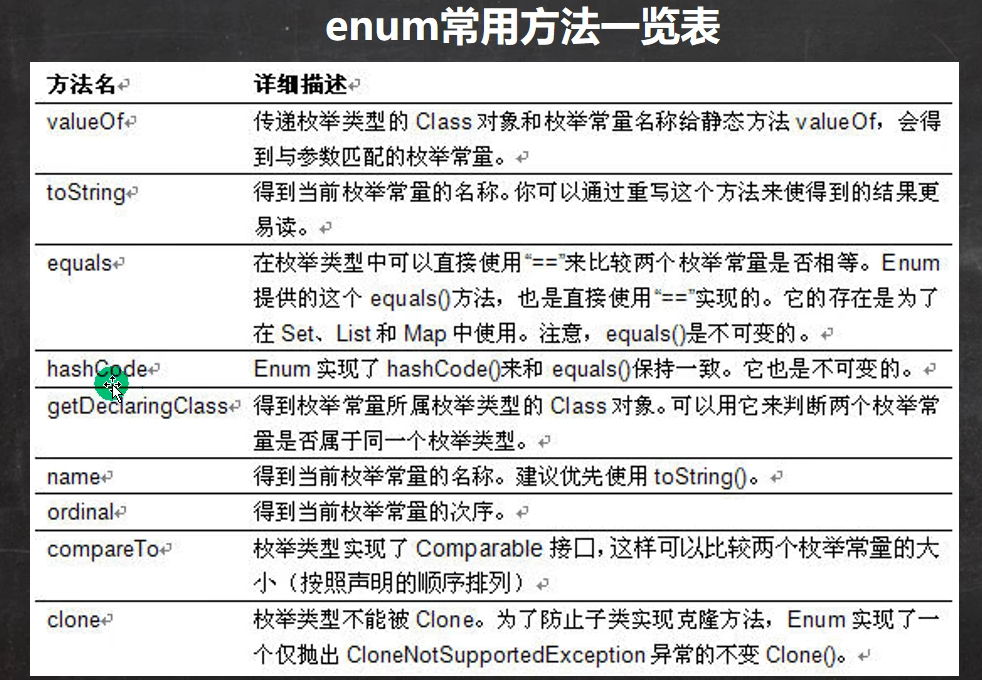 enum常用方法一览表
方法名 详细描述
valueOf 传递枚举类型的 Class 对象和枚举常量名称给静态方法 valueOf，会得
到与参数匹配的枚举常量。
toString 得到当前枚举常量的名称。你可以通过重写这个方法来使得到的结果更
易读。
equals 在枚举类型中可以直接使用“==”来比较两个枚举常量是否相等。Enum
提供的这个 equals()方法，也是直接使用“==”实现的。它的存在是为了
在 Set、List 和 Map 中使用。注意，equals()是不可变的。
hashCode Enum 实现了 hashCode()来和 equals()保持一致。它也是不可变的。
getDeclaringClass 得到枚举常量所属枚举类型的 Class 对象。可以用它来判断两个枚举常
量是否属于同一个枚举类型。
name 得到当前枚举常量的名称。建议优先使用 toString()。
ordinal 得到当前枚举常量的次序。
compareTo 枚举类型实现了 Comparable 接口，这样可以比较两个枚举常量的大
小（按照声明的顺序排列）
clone 枚举类型不能被 Clone。为了防止子类实现克隆方法，Enum 实现了一
个仅抛出 CloneNotSupportedException 异常的不变 Clone()。